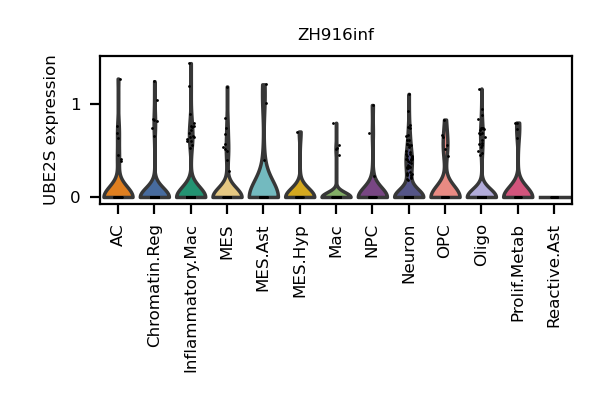 ZH916inf
UBE2S expression
1
0
AC
Chromatin.Reg
Inflammatory.Mac
MES
MES.Ast
MES.Hyp
Mac
NPC
Neuron
OPC
Oligo
Prolif.Metab
Reactive.Ast